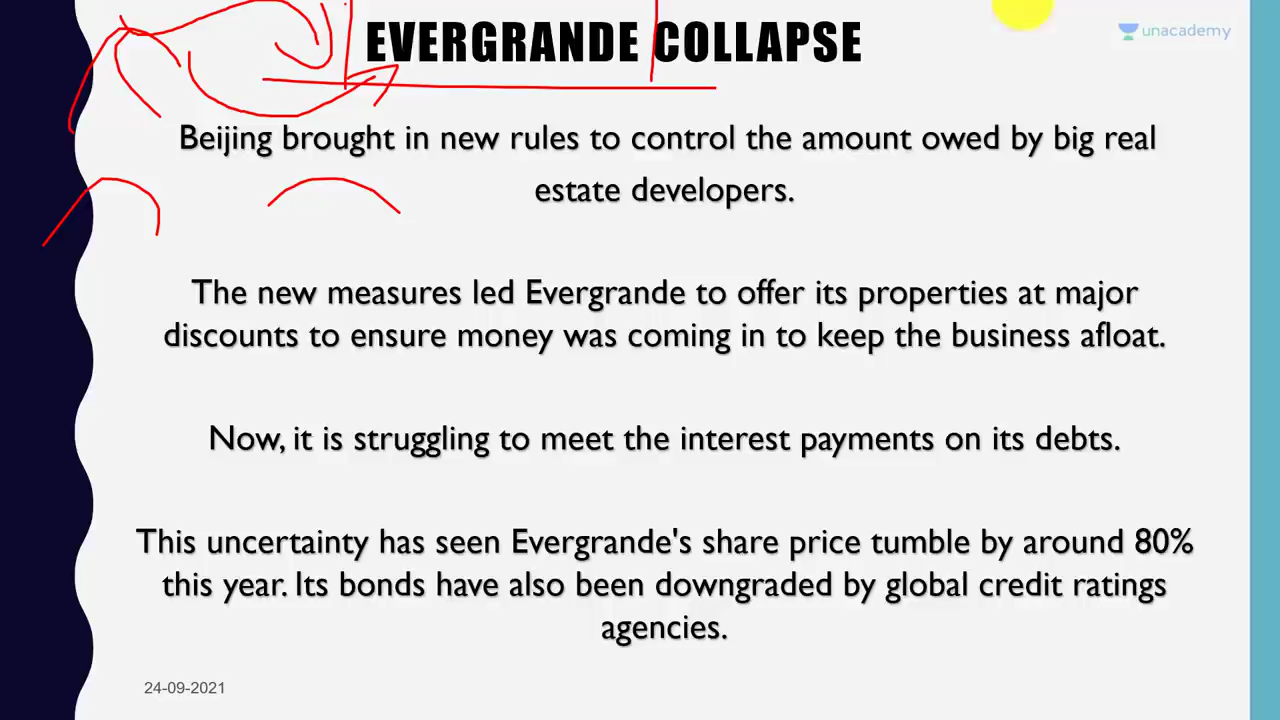 EVERGRANDE COLLAPSE
unacademy
Beijing brought in new rules to control the amount owed by big real
estate developers.
The new measures led Evergrande to offer its properties at major
discounts to ensure money was coming in to keep the business afloat.
Now, it is struggling to meet the interest payments on its debts.
This uncertainty has seen Evergrande's share price tumble by around 80%
this year. Its bonds have also been downgraded by global credit ratings
agencies.
24-09-2021